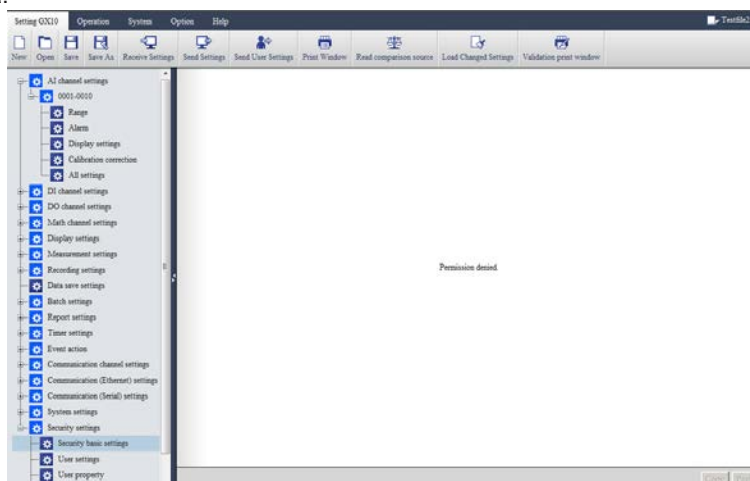 Setting GX10 Operation System Option Help Testfile2
New Open Save Save As Receive Settings Send Settings Send User Settings Print Window Read comparison source Load Changed Settings Validation print window
AI channel settings
0001-0010
Range
Alarm
Display settings
Calibration correction
All settings
DI channel settings
DO channel settings
Math channel settings
Display settings
Measurement settings
Permission denied.
Recording settings
Data save settings
Batch settings
Report settings
Timer settings
Event action
Communication channel settings
Communication (Ethernet) settings
Communication (Serial) settings
System settings
Security settings
Security basic settings
User settings
User property